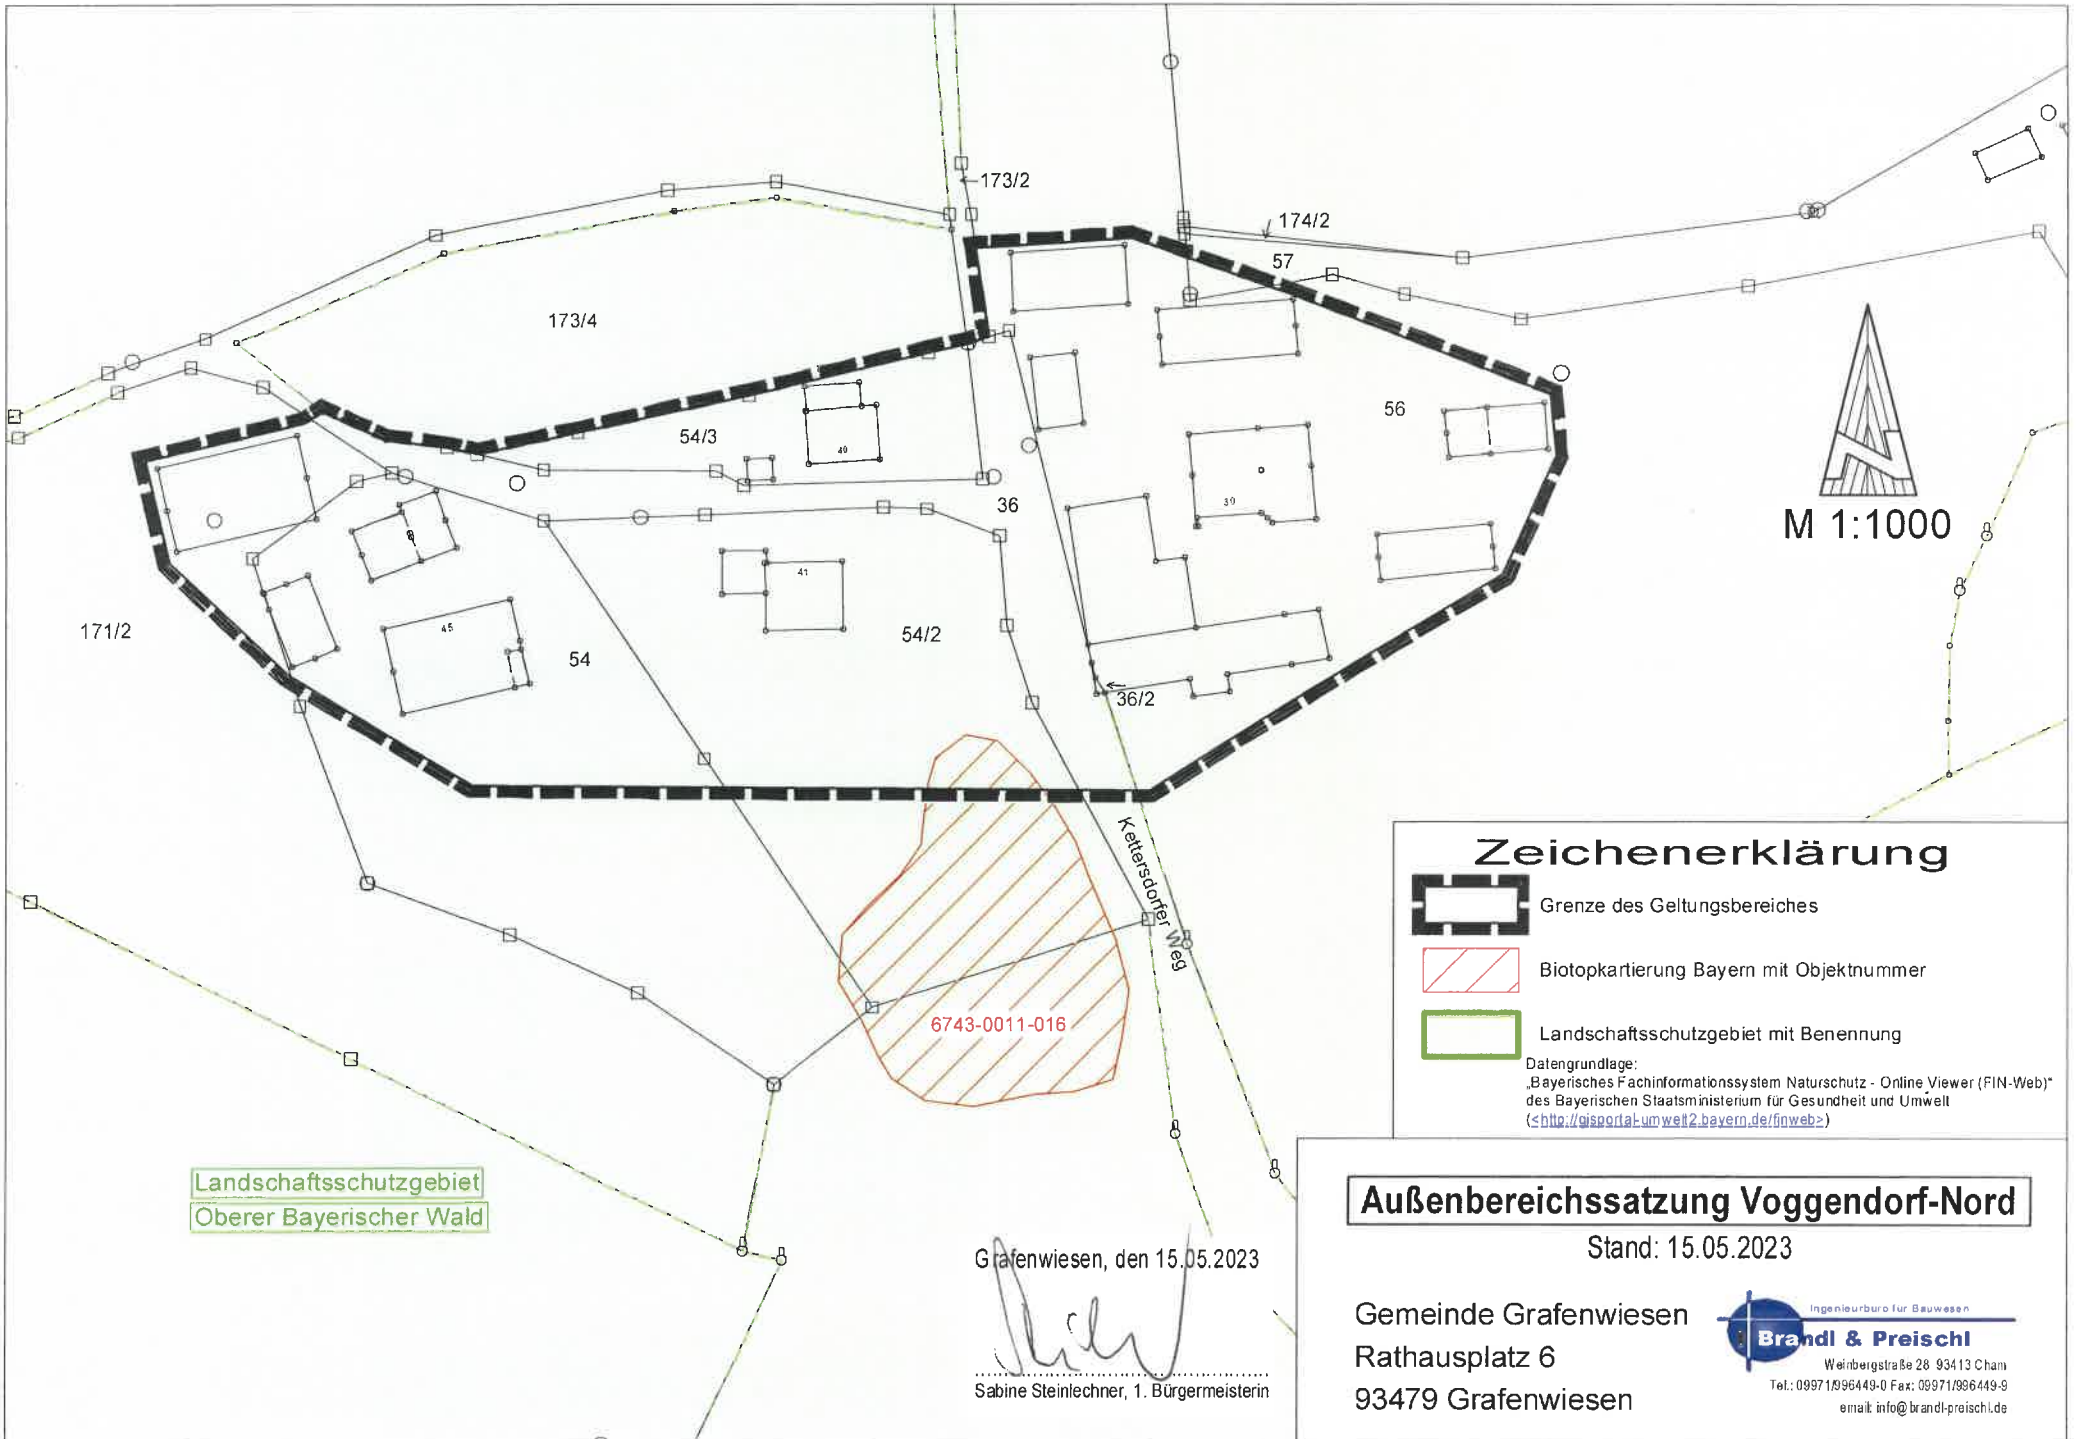 173/2
174/2
57
173/4
56
54/3
40
36
39
M 1:1000
41
45
171/2
54/2
54
36/2
Kettersdorfer Weg
6743-0011-016
Zeichenerklärung
Grenze des Geltungsbereiches
Biotopkartierung Bayern mit Objektnummer
Landschaftsschutzgebiet mit Benennung
Datengrundlage:
„Bayerisches Fachinformationssystem Naturschutz - Online Viewer (FIN-Web)"
des Bayerischen Staatsministerium für Gesundheit und Umwelt
(<http://gisportal-umwelt2.bayern.de/finweb>)
Landschaftsschutzgebiet
Oberer Bayerischer Wald
Grafenwiesen, den 15.05.2023
Sabine Steinlechner, 1. Bürgermeisterin
Außenbereichssatzung Voggendorf-Nord
Stand: 15.05.2023
Gemeinde Grafenwiesen
Rathausplatz 6
93479 Grafenwiesen
Ingenieurbüro für Bauwesen
Brandl & Preischl
Weinbergstraße 28 93413 Cham
Tel.: 09971/996449-0 Fax: 09971/996449-9
email: info@brandl-preischl.de